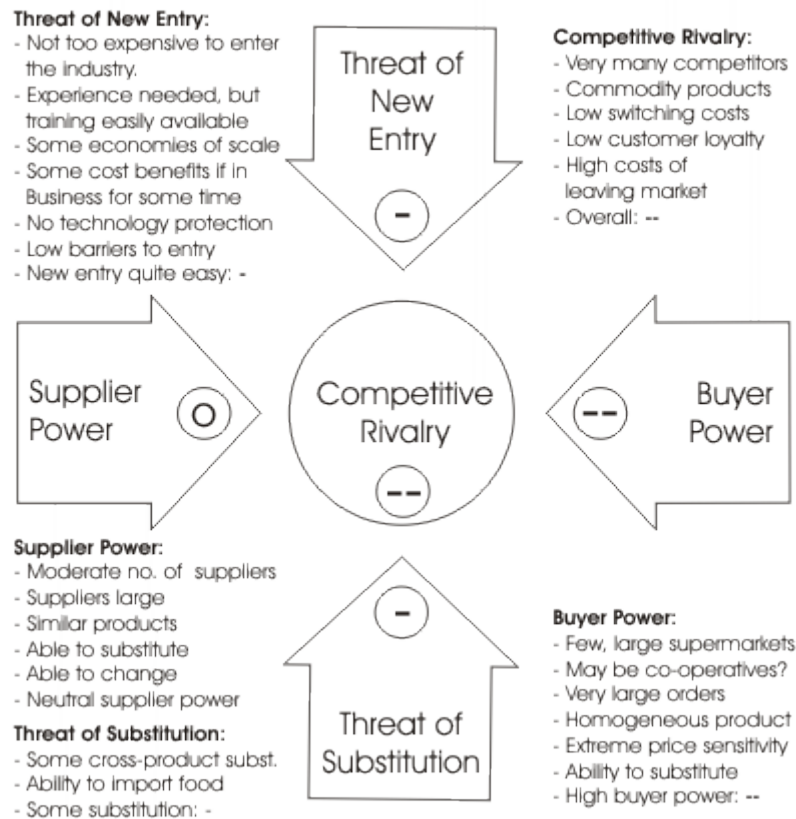 Threat of New Entry:
- Not too expensive to enter
the industry.
- Experience needed, but
training easily available
- Some economies of scale
- Some cost benefits if in
Business for some time
- No technology protection
- Low barriers to entry
- New entry quite easy: -
Threat of
New
Entry
-
Competitive Rivalry:
- Very many competitors
- Commodity products
- Low switching costs
- Low customer loyalty
- High costs of
leaving market
- Overall: --
Supplier
Power
O
Competitive
Rivalry
--
--
Buyer
Power
Supplier Power:
- Moderate no. of suppliers
- Suppliers large
- Similar products
- Able to substitute
- Able to change
- Neutral supplier power
Threat of Substitution:
- Some cross-product subst.
- Ability to import food
- Some substitution: -
-
Threat of
Substitution
Buyer Power:
- Few, large supermarkets
- May be co-operatives?
- Very large orders
- Homogeneous product
- Extreme price sensitivity
- Ability to substitute
- High buyer power: --